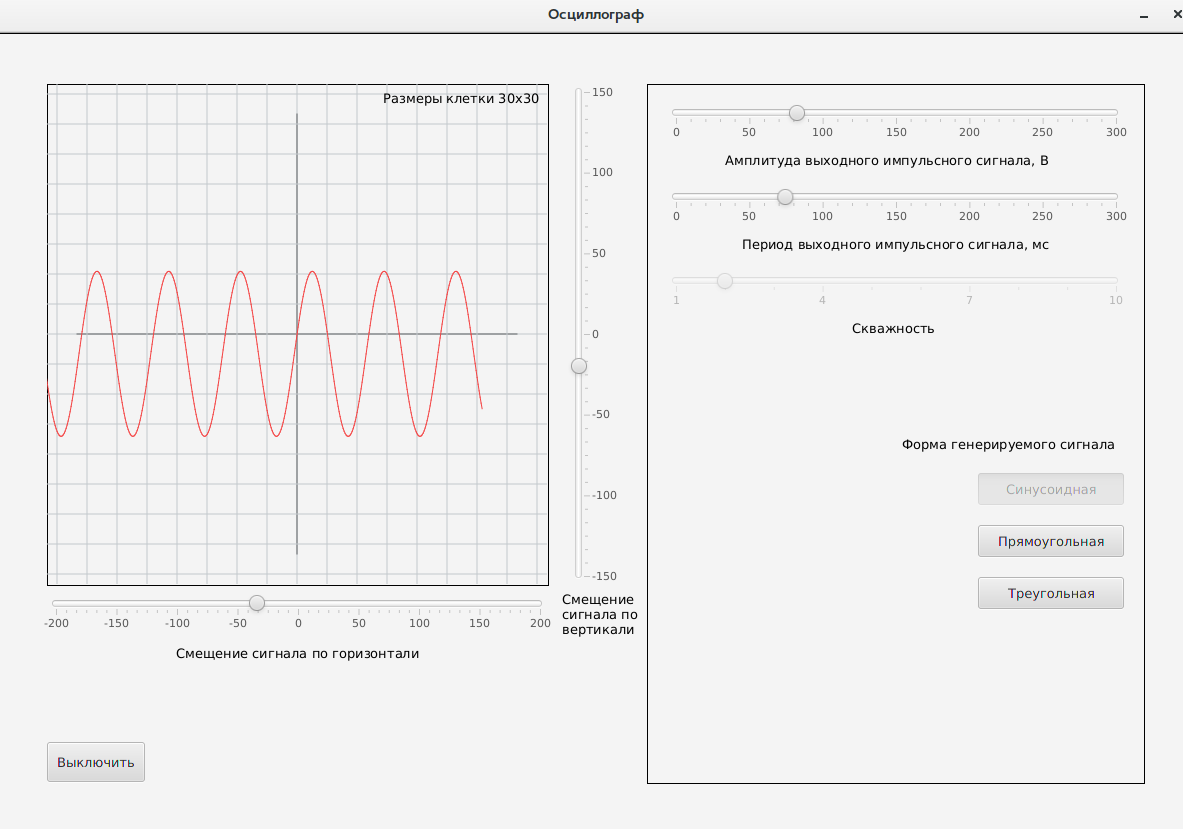 Осциллограф
Размеры клетки 30x30
150
100
50
0
-50
-100
-150
-200 -150 -100 -50 0 50 100 150 200
Смещение сигнала по горизонтали
Смещение
сигнала по
вертикали
Выключить
0 50 100 150 200 250 300
Амплитуда выходного импульсного сигнала, В
0 50 100 150 200 250 300
Период выходного импульсного сигнала, мс
1 4 7 10
Скважность
Форма генерируемого сигнала
Синусоидная
Прямоугольная
Треугольная